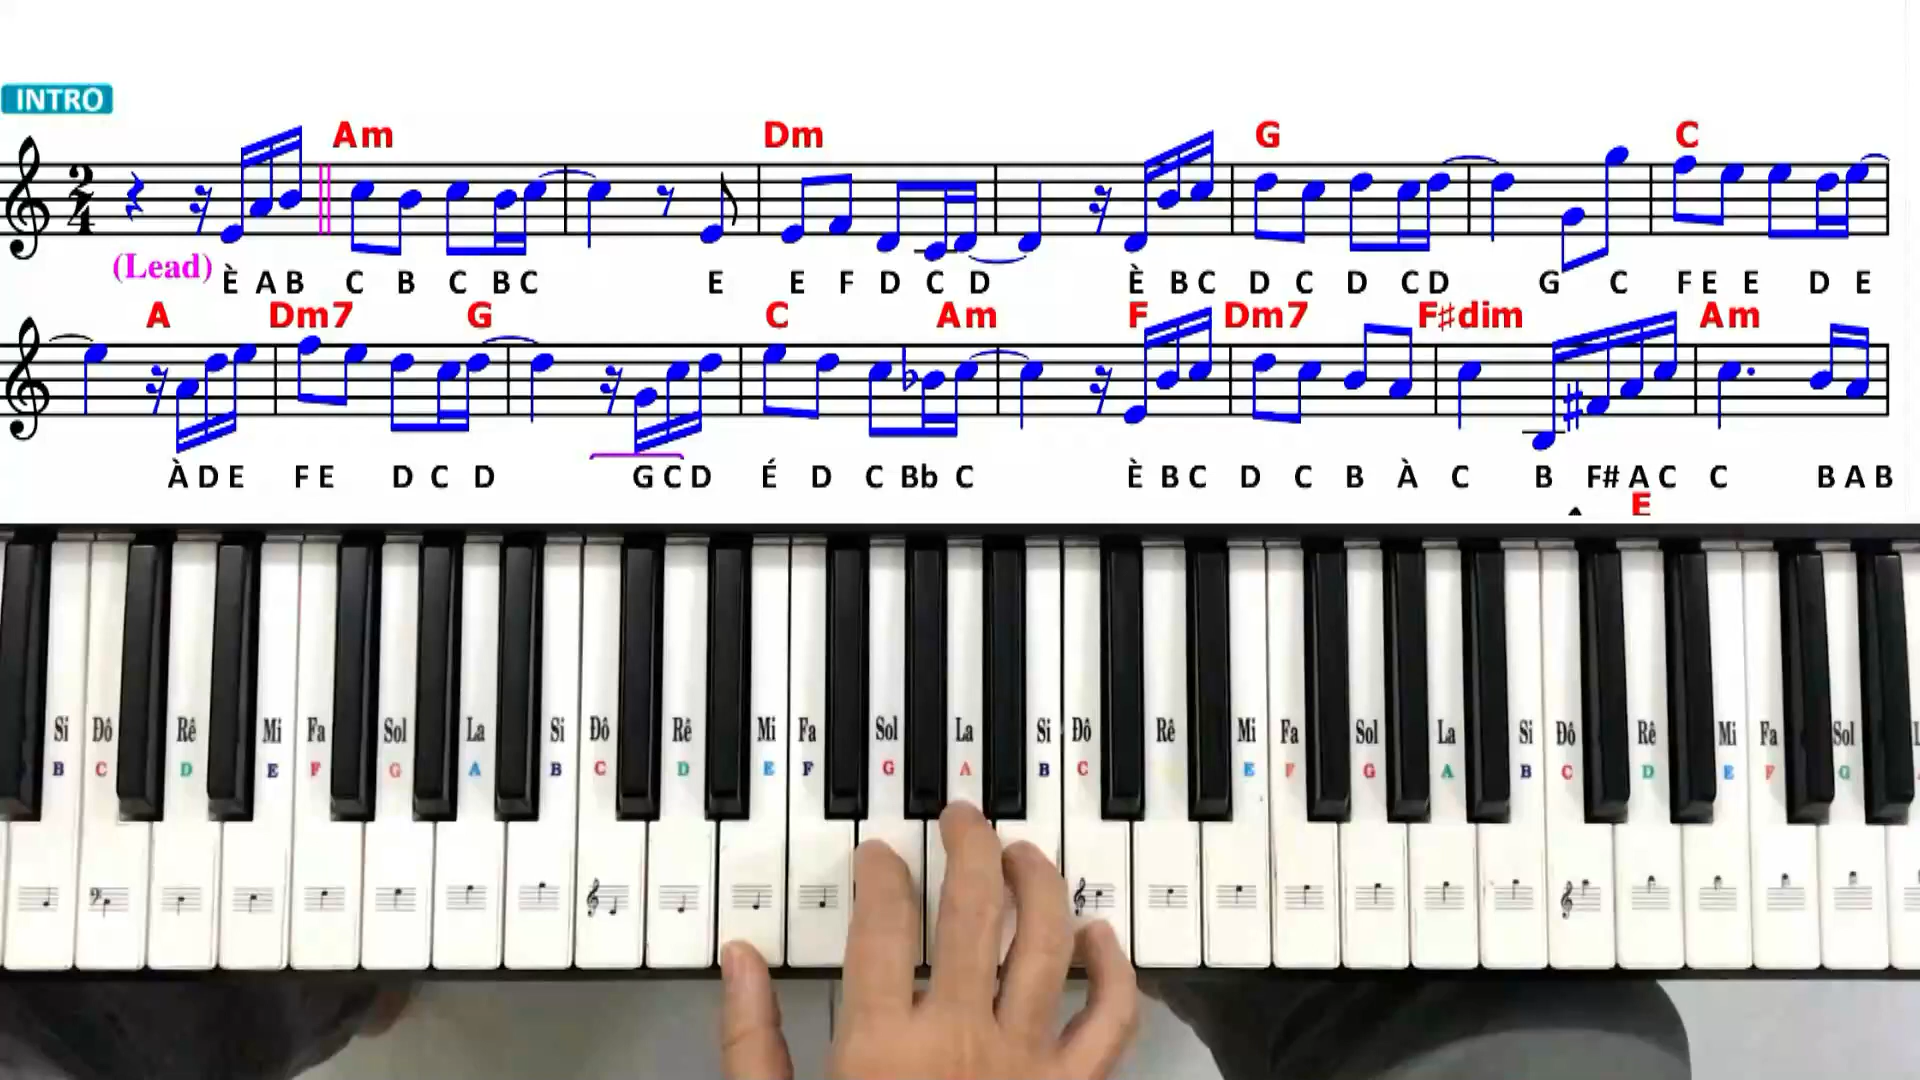 INTRO
Am Dm G C
2
4
(Lead) È A B C B C B C E E F D C D È B C D C D C D G C F E E D E
A Dm7 G C Am F Dm7 F♯dim Am
À D E F E D C D G C D É D C Bb C È B C D C B À C B F# A C C B A B
E
Si Đô Rê Mi Fa Sol La Si Đô Rê Mi Fa Sol La Si Đô Rê Mi Fa Sol La Si Đô Rê Mi Fa Sol
B C D E F G A B C D E F G A B C E F G A B C D E F G